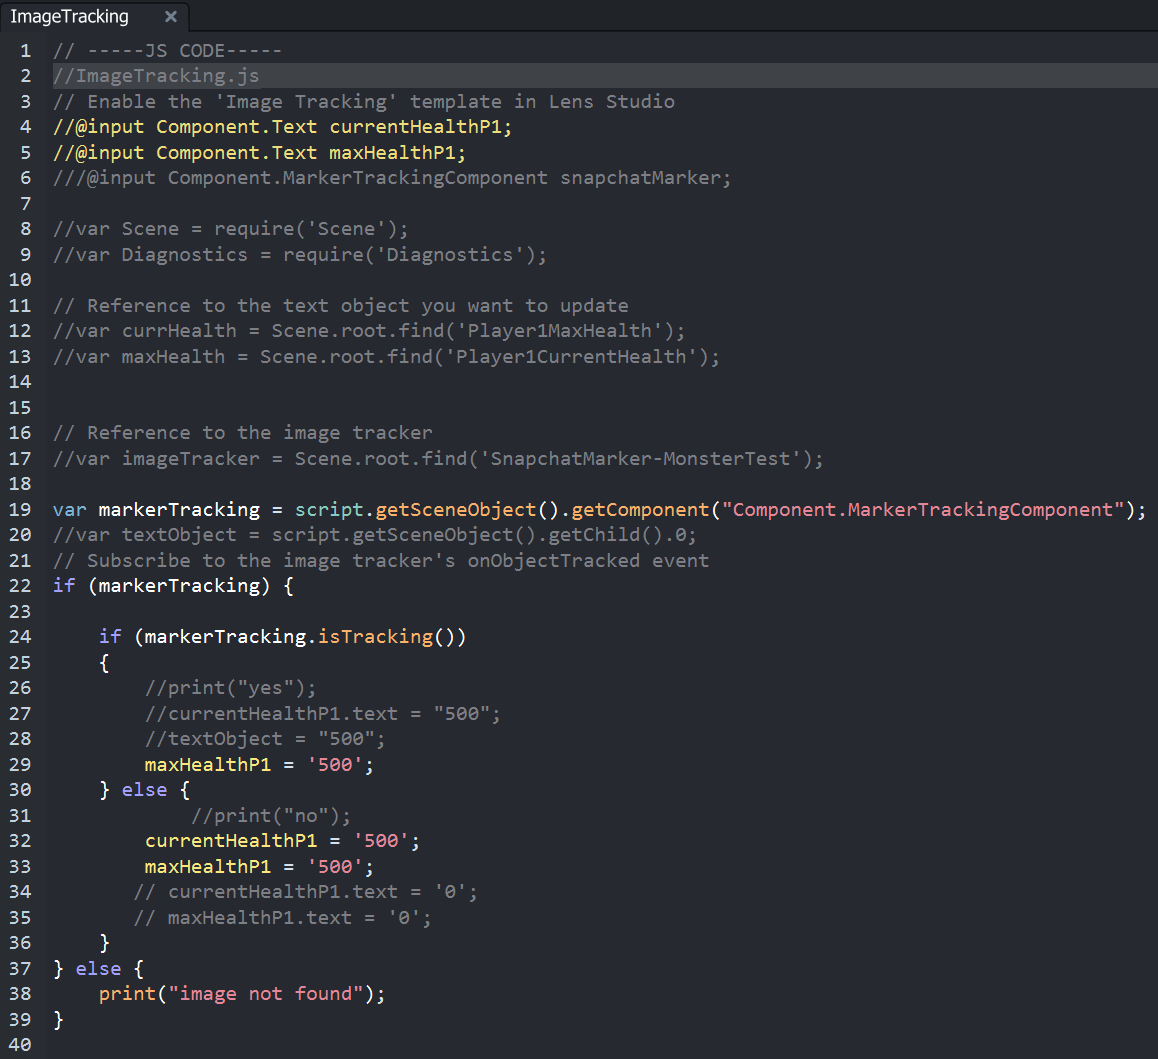 ImageTracking ×
1 // -----JS CODE-----
2 //ImageTracking.js
3 // Enable the 'Image Tracking' template in Lens Studio
4 //@input Component.Text currentHealthP1;
5 //@input Component.Text maxHealthP1;
6 ///@input Component.MarkerTrackingComponent snapchatMarker;
7
8 //var Scene = require('Scene');
9 //var Diagnostics = require('Diagnostics');
10
11 // Reference to the text object you want to update
12 //var currHealth = Scene.root.find('Player1MaxHealth');
13 //var maxHealth = Scene.root.find('Player1CurrentHealth');
14
15
16 // Reference to the image tracker
17 //var imageTracker = Scene.root.find('SnapchatMarker-MonsterTest');
18
19 var markerTracking = script.getSceneObject().getComponent("Component.MarkerTrackingComponent");
20 //var textObject = script.getSceneObject().getChild().0;
21 // Subscribe to the image tracker's onObjectTracked event
22 if (markerTracking) {
23
24     if (markerTracking.isTracking())
25     {
26         //print("yes");
27         //currentHealthP1.text = "500";
28         //textObject = "500";
29         maxHealthP1 = '500';
30     } else {
31             //print("no");
32         currentHealthP1 = '500';
33         maxHealthP1 = '500';
34        // currentHealthP1.text = '0';
35        // maxHealthP1.text = '0';
36     }
37 } else {
38     print("image not found");
39 }
40